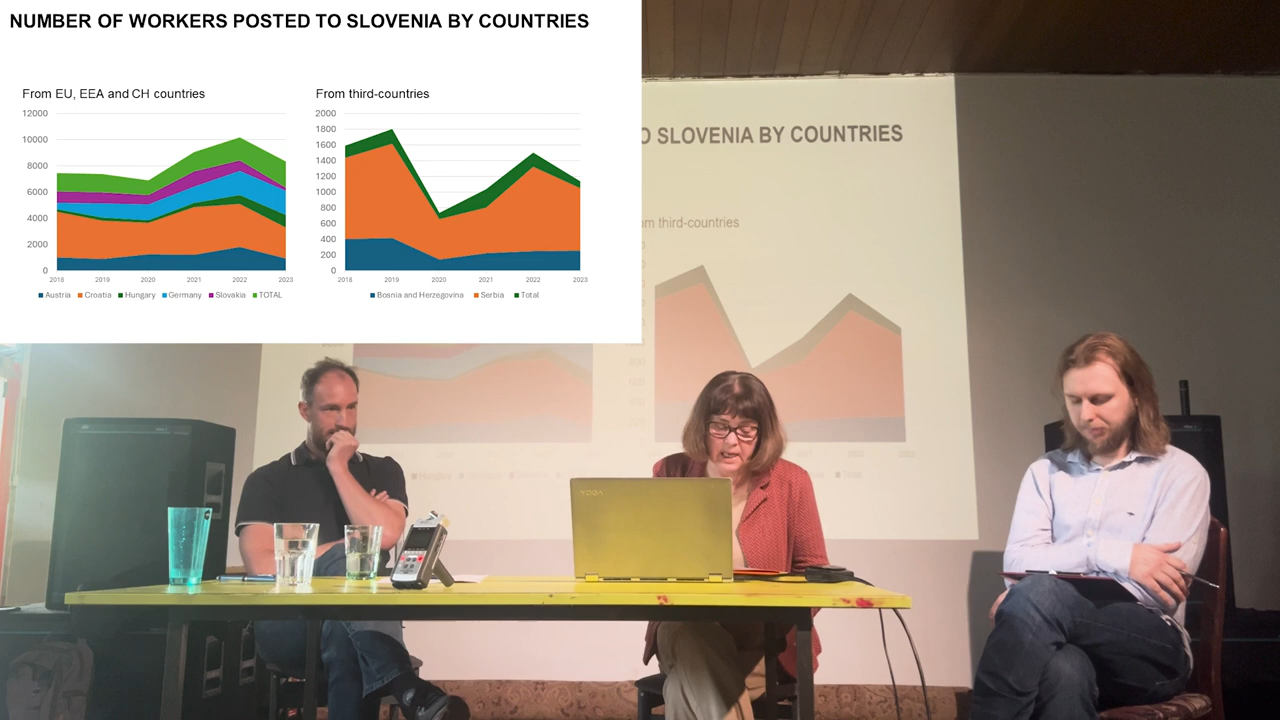 NUMBER OF WORKERS POSTED TO SLOVENIA BY COUNTRIES
From EU, EEA and CH countries
12000
10000
8000
6000
4000
2000
0
2018 2019 2020 2021 2022 2023
Austria Croatia Hungary Germany Slovakia TOTAL
From third-countries
2000
1800
1600
1400
1200
1000
800
600
400
200
0
2018 2019 2020 2021 2022 2023
Bosnia and Herzegovina Serbia Total
O SLOVENIA BY COUNTRIES
om third-countries
YOGA